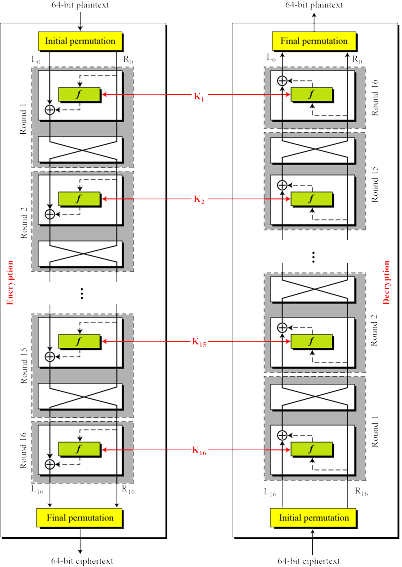 64-bit plaintext
64-bit plaintext
Initial permutation
Final permutation
L0
R0
L0
R0
Round 1
f
K1
f
Round 16
Round 2
f
K2
f
Round 15
Encryption
Decryption
Round 15
f
K15
f
Round 2
Round 16
f
K16
f
Round 1
L16
R16
L16
R16
Final permutation
Initial permutation
64-bit ciphertext
64-bit ciphertext